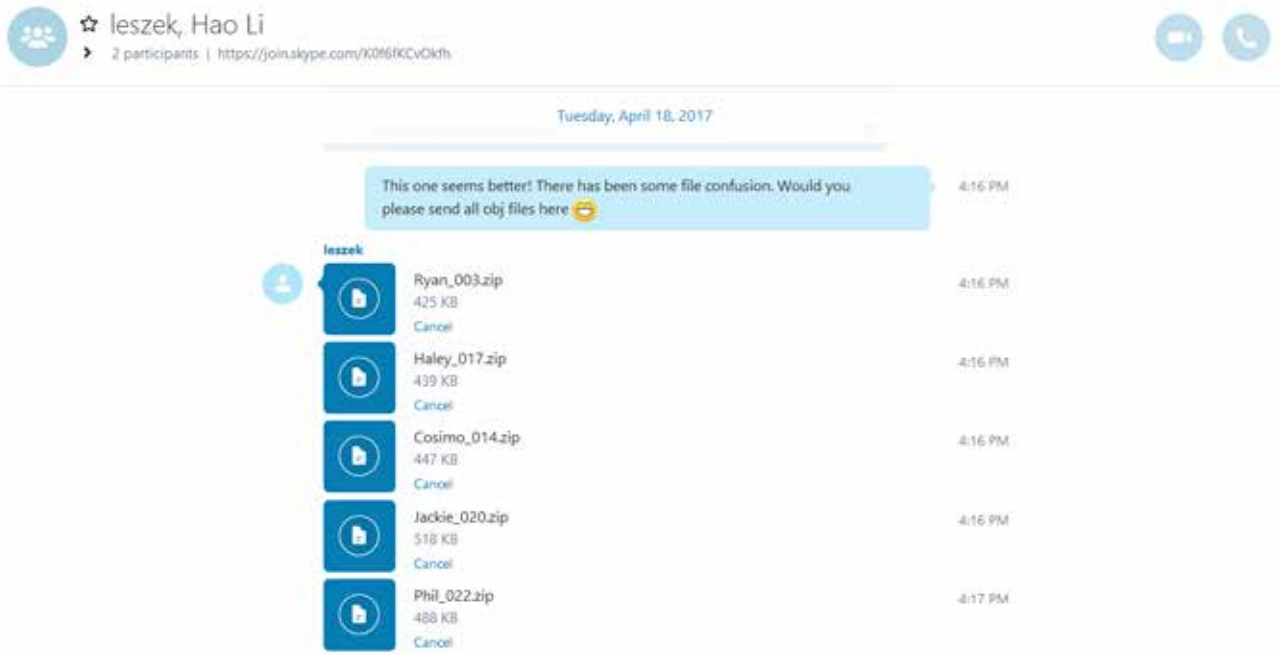 leszek, Hao Li
2 participants | https://join.skype.com/K0f6fKCvOkfh
Tuesday, April 18, 2017
This one seems better! There has been some file confusion. Would you
please send all obj files here
4:16 PM
leszek
Ryan_003.zip
4:16 PM
425 KB
Cancel
Haley_017.zip
4:16 PM
439 KB
Cancel
Cosimo_014.zip
4:16 PM
447 KB
Cancel
Jackie_020.zip
4:16 PM
518 KB
Cancel
Phil_022.zip
4:17 PM
488 KB
Cancel